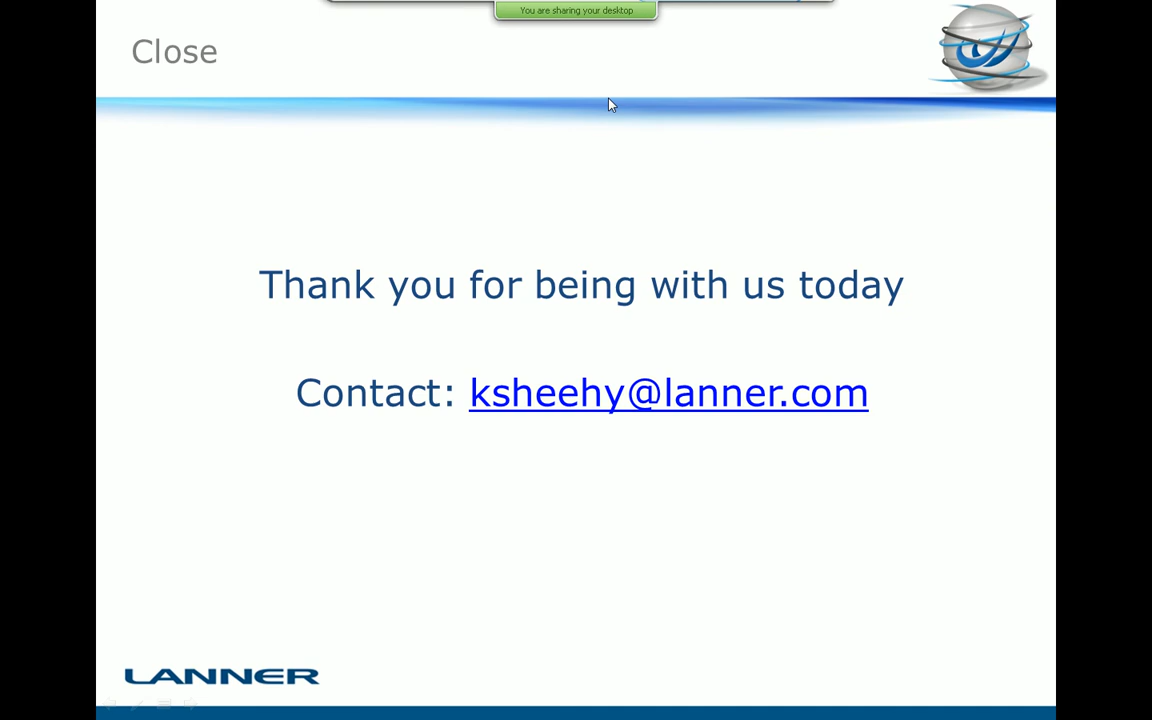 You are sharing your desktop
Close
Thank you for being with us today
Contact: ksheehy@lanner.com
LANNER